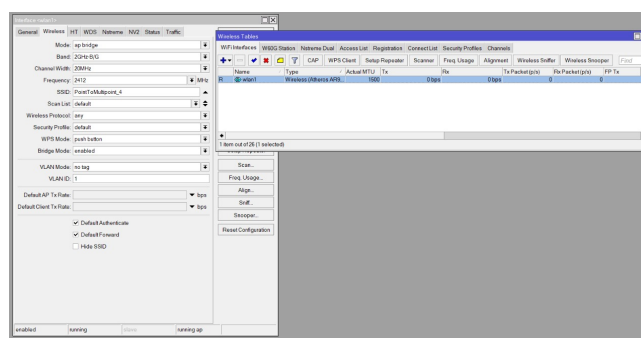 General Wireless HT WDS Nstreme NV2 Status Traffic
Mode: ap bridge
Band: 2GHz-B/G
Channel Width: 20MHz
Frequency: 2412 MHz
SSID: PointToMultipoint_4
Scan List: default
Wireless Protocol: any
Security Profile: default
WPS Mode: push button
Bridge Mode: enabled
VLAN Mode: no tag
VLAN ID: 1
Default AP Tx Rate: bps
Default Client Tx Rate: bps
Default Authenticate
Default Forward
Hide SSID
Scan...
Freq. Usage...
Align...
Sniff...
Snooper...
Reset Configuration
enabled running slave running ap
Wireless Tables
WiFi Interfaces W60G Station Nstreme Dual Access List Registration Connect List Security Profiles Channels
CAP WPS Client Setup Repeater Scanner Freq. Usage Alignment Wireless Sniffer Wireless Snooper Find
Name Type Actual MTU Tx Rx Tx Packet (p/s) Rx Packet (p/s) FP Tx
R wlan1 Wireless (Atheros AR9... 1500 0 bps 0 bps 0 0
1 item out of 26 (1 selected)